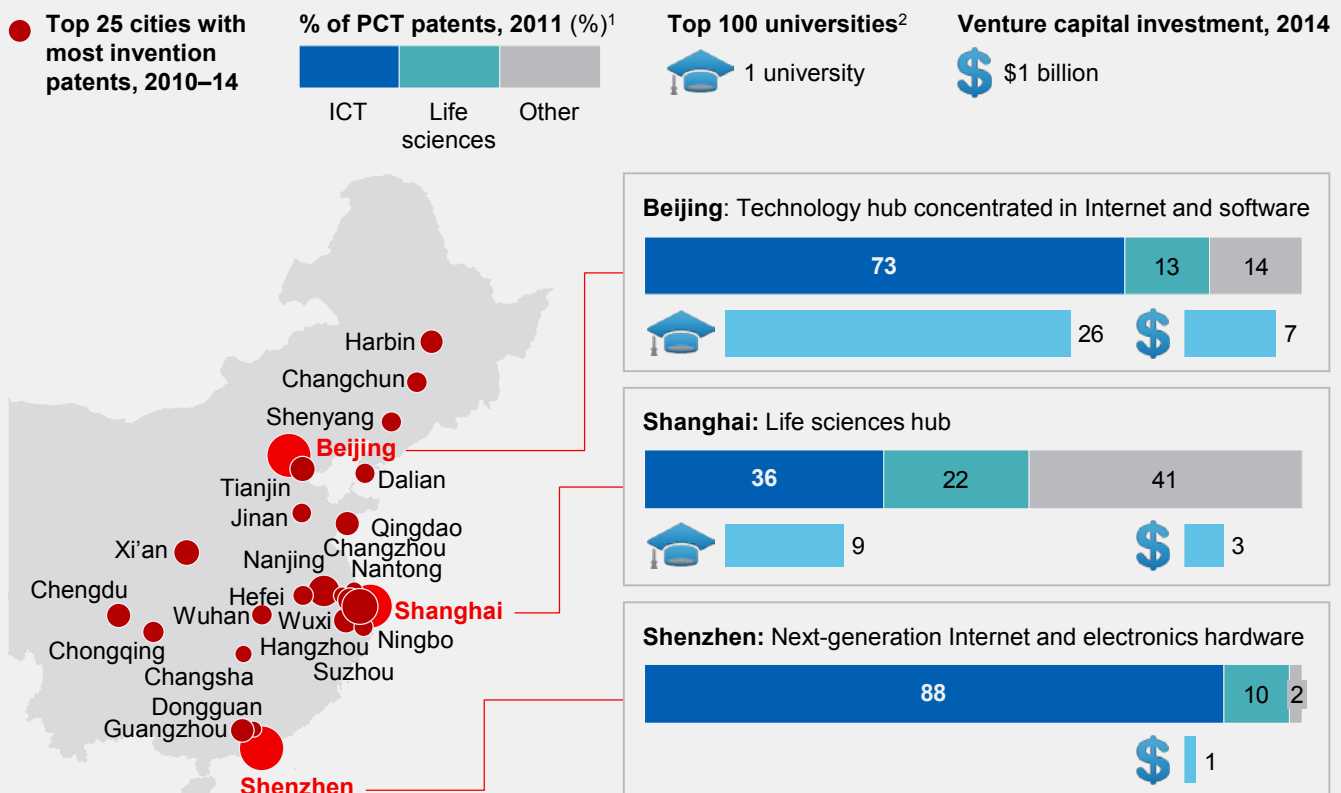 Top 25 cities with
most invention
patents, 2010–14
% of PCT patents, 2011 (%)1
ICT
Life
sciences
Other
Top 100 universities2
1 university
Venture capital investment, 2014
$
$1 billion
Harbin
Changchun
Shenyang
Beijing
Dalian
Tianjin
Jinan
Qingdao
Xi’an
Changzhou
Nanjing
Nantong
Chengdu
Hefei
Shanghai
Wuhan
Wuxi
Ningbo
Chongqing
Hangzhou
Changsha
Suzhou
Dongguan
Guangzhou
Shenzhen
Beijing: Technology hub concentrated in Internet and software
73 13 14
26 $ 7
Shanghai: Life sciences hub
36 22 41
9 $ 3
Shenzhen: Next-generation Internet and electronics hardware
88 10 2
$ 1